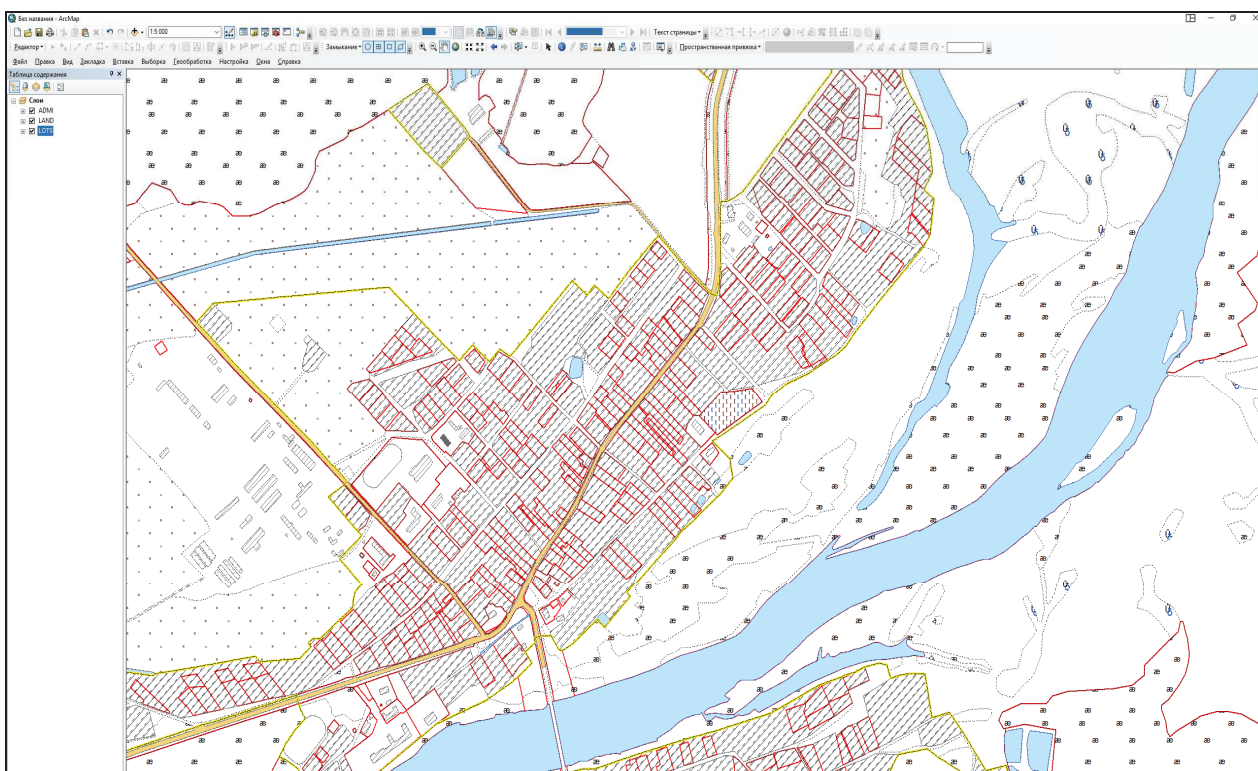 Без названия - ArcMap
1:5 000
Текст страницы
Редактор
Замыкание
Пространственная привязка
Файл Правка Вид Закладка Вставка Выборка Геообработка Настройка Окна Справка
Таблица содержания
Слои
ADMI
LAND
LOTS